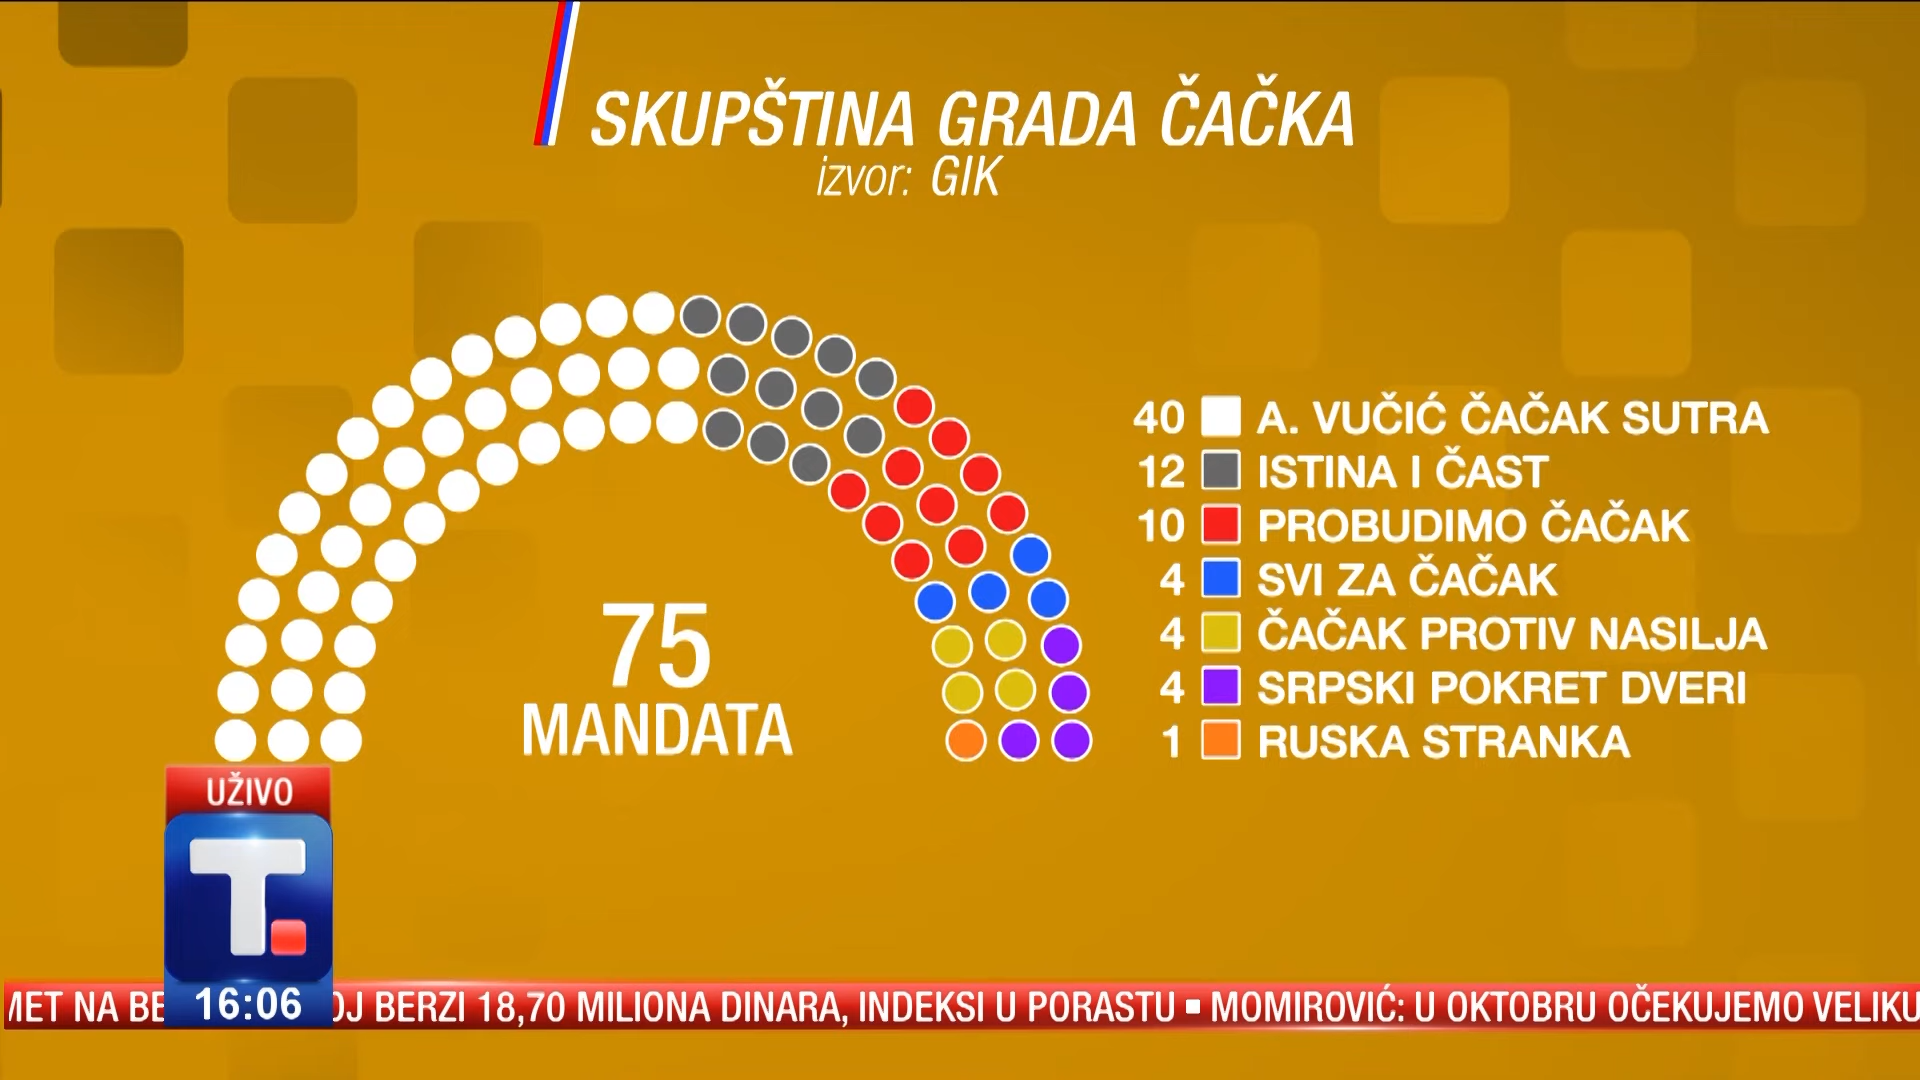 SKUPŠTINA GRADA ČAČKA
izvor: GIK
75
MANDATA
40 A. VUČIĆ ČAČAK SUTRA
12 ISTINA I ČAST
10 PROBUDIMO ČAČAK
4 SVI ZA ČAČAK
4 ČAČAK PROTIV NASILJA
4 SRPSKI POKRET DVERI
1 RUSKA STRANKA
UŽIVO
T.
16:06
NA BERZI 18,70 MILIONA DINARA, INDEKSI U PORASTU ▪ MOMIROVIĆ: U OKTOBRU OČEKUJEMO